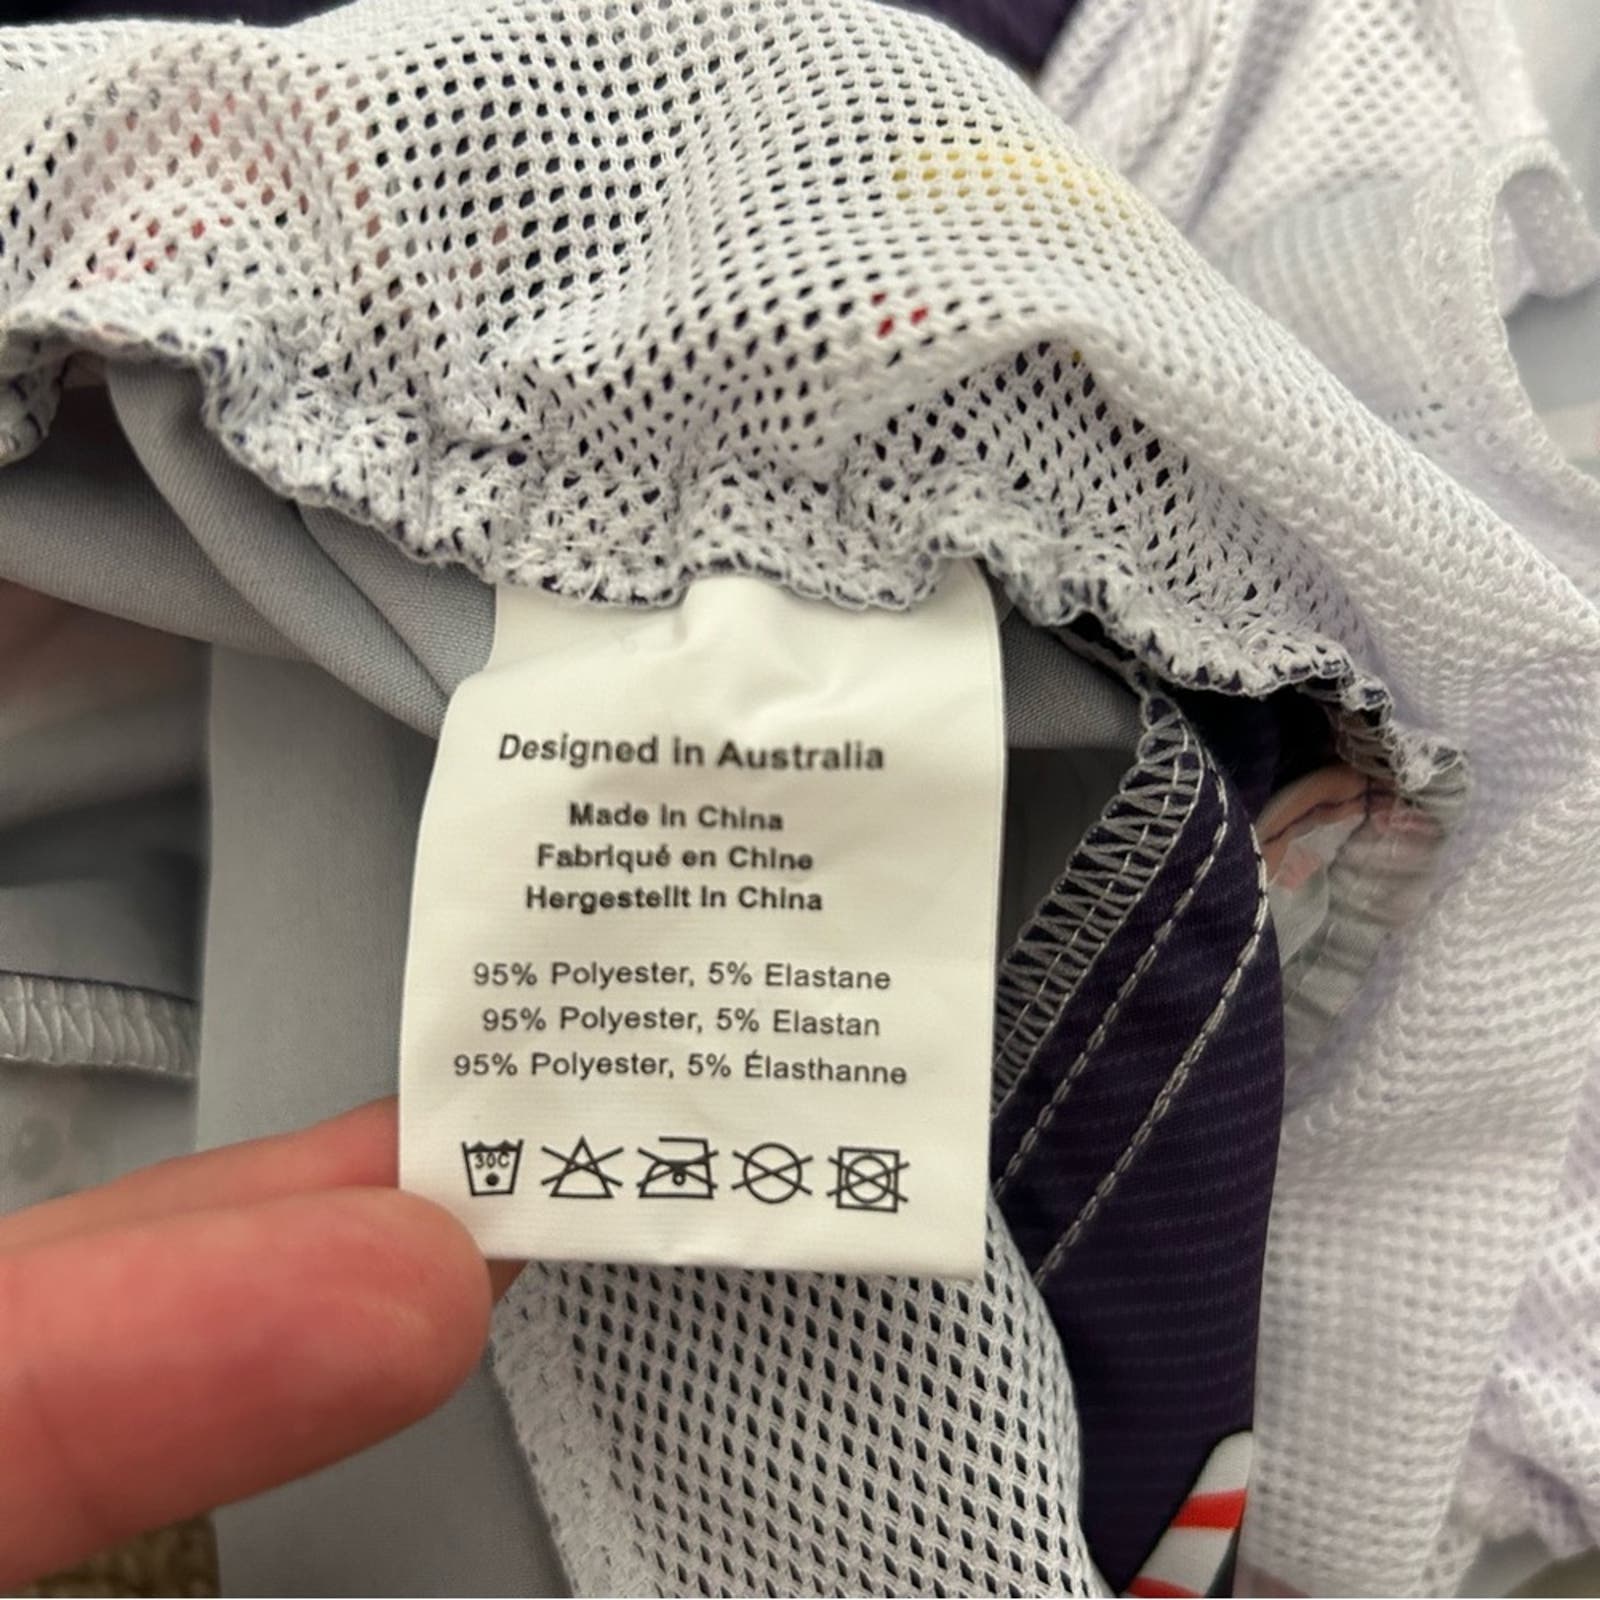 Designed in Australia
Made In China
Fabriqué en Chine
Hergestellt In China
95% Polyester, 5% Elastane
95% Polyester, 5% Elastan
95% Polyester, 5% Élasthanne
30C